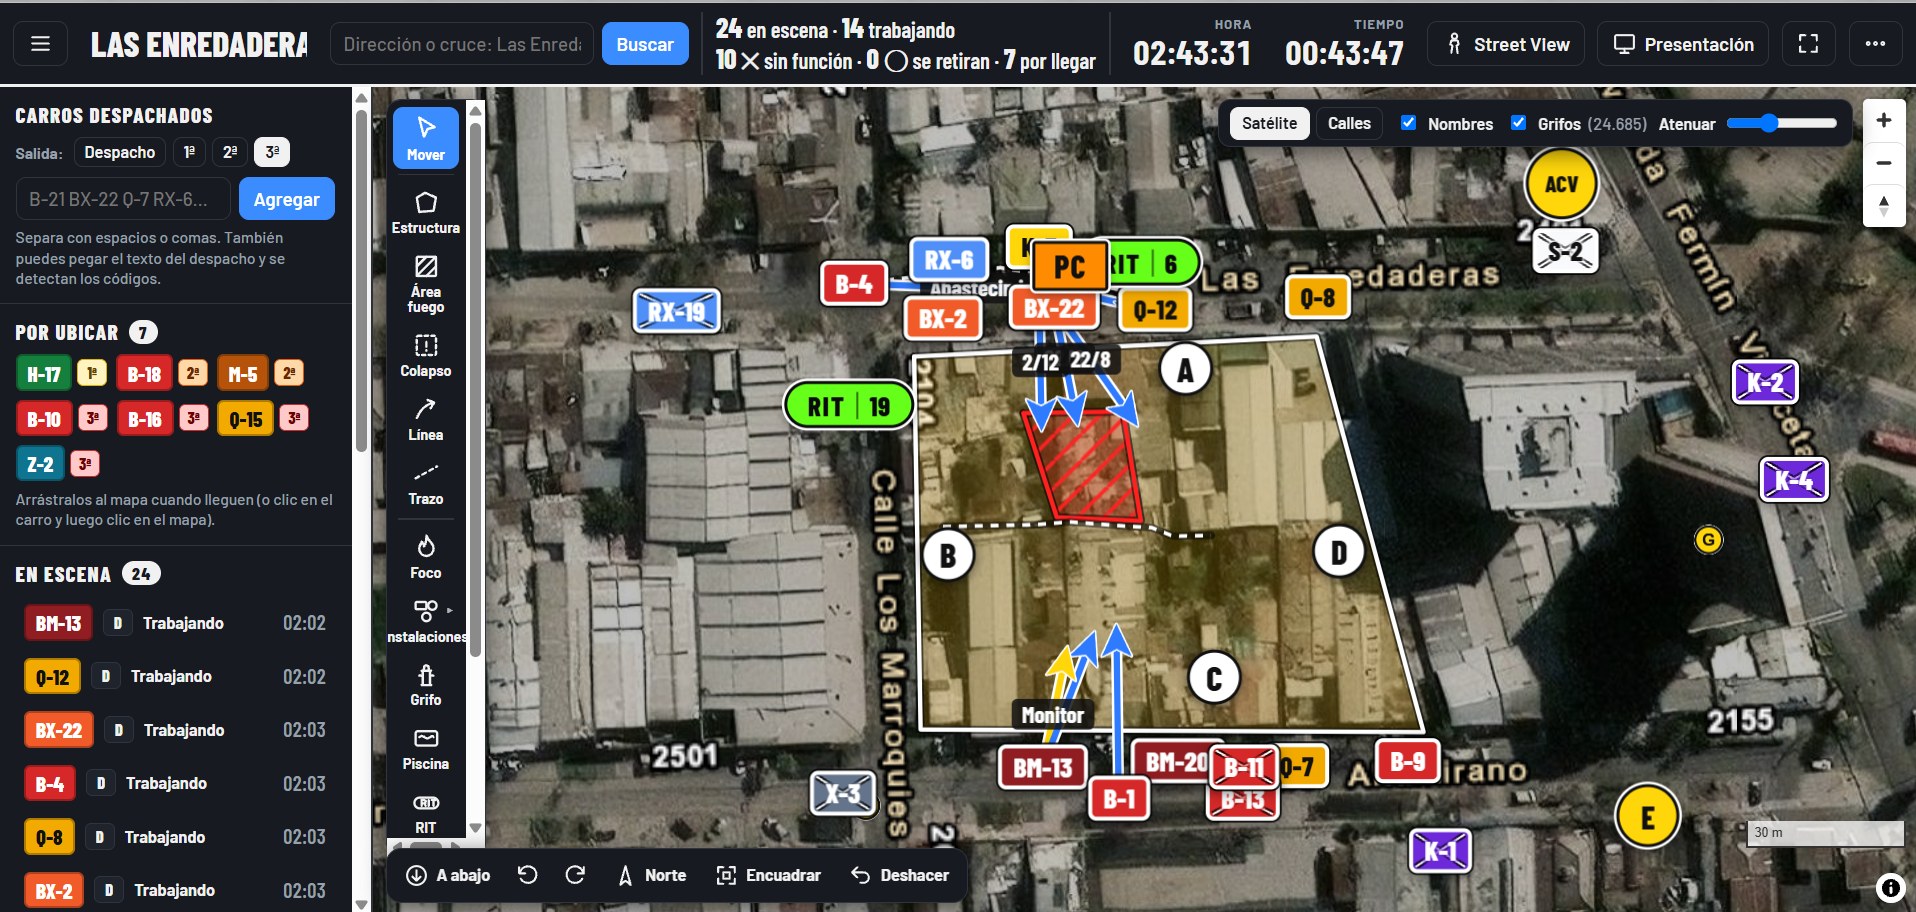 LAS ENREDADERA
Dirección o cruce: Las Enreda
Buscar
24 en escena · 14 trabajando
10 sin función · 0 se retiran · 7 por llegar
HORA
02:43:31
TIEMPO
00:43:47
Street View
Presentación
CARROS DESPACHADOS
Salida:
Despacho
1ª
2ª
3ª
B-21 BX-22 Q-7 RX-6...
Agregar
Separa con espacios o comas. También
puedes pegar el texto del despacho y se
detectan los códigos.
POR UBICAR 7
H-17 1ª B-18 2ª M-5 2ª
B-10 3ª B-16 3ª Q-15 3ª
Z-2 3ª
Arrástralos al mapa cuando lleguen (o clic en el
carro y luego clic en el mapa).
EN ESCENA 24
BM-13 D Trabajando 02:02
Q-12 D Trabajando 02:02
BX-22 D Trabajando 02:03
B-4 D Trabajando 02:03
Q-8 D Trabajando 02:03
BX-2 D Trabajando 02:03
Mover
Estructura
Área
fuego
Colapso
Línea
Trazo
Foco
nstalaciones
Grifo
Piscina
RIT
RIT
Satélite
Calles
Nombres
Grifos (24.685)
Atenuar
ACV
S-2
RX-6
PC
RIT 6
Las
redaderas
B-4
Abasteci
RX-19
BX-2
BX-22
Q-12
Q-8
2/12
22/8
A
RIT 19
K-2
K-4
Fermín
Calle Los Marroquíes
B
D
G
C
Monitor
2501
2155
BM-13
BM-20
B-11
Q-7
B-9
irano
X-3
B-1
B-13
E
K-1
30 m
A abajo
Norte
Encuadrar
Deshacer